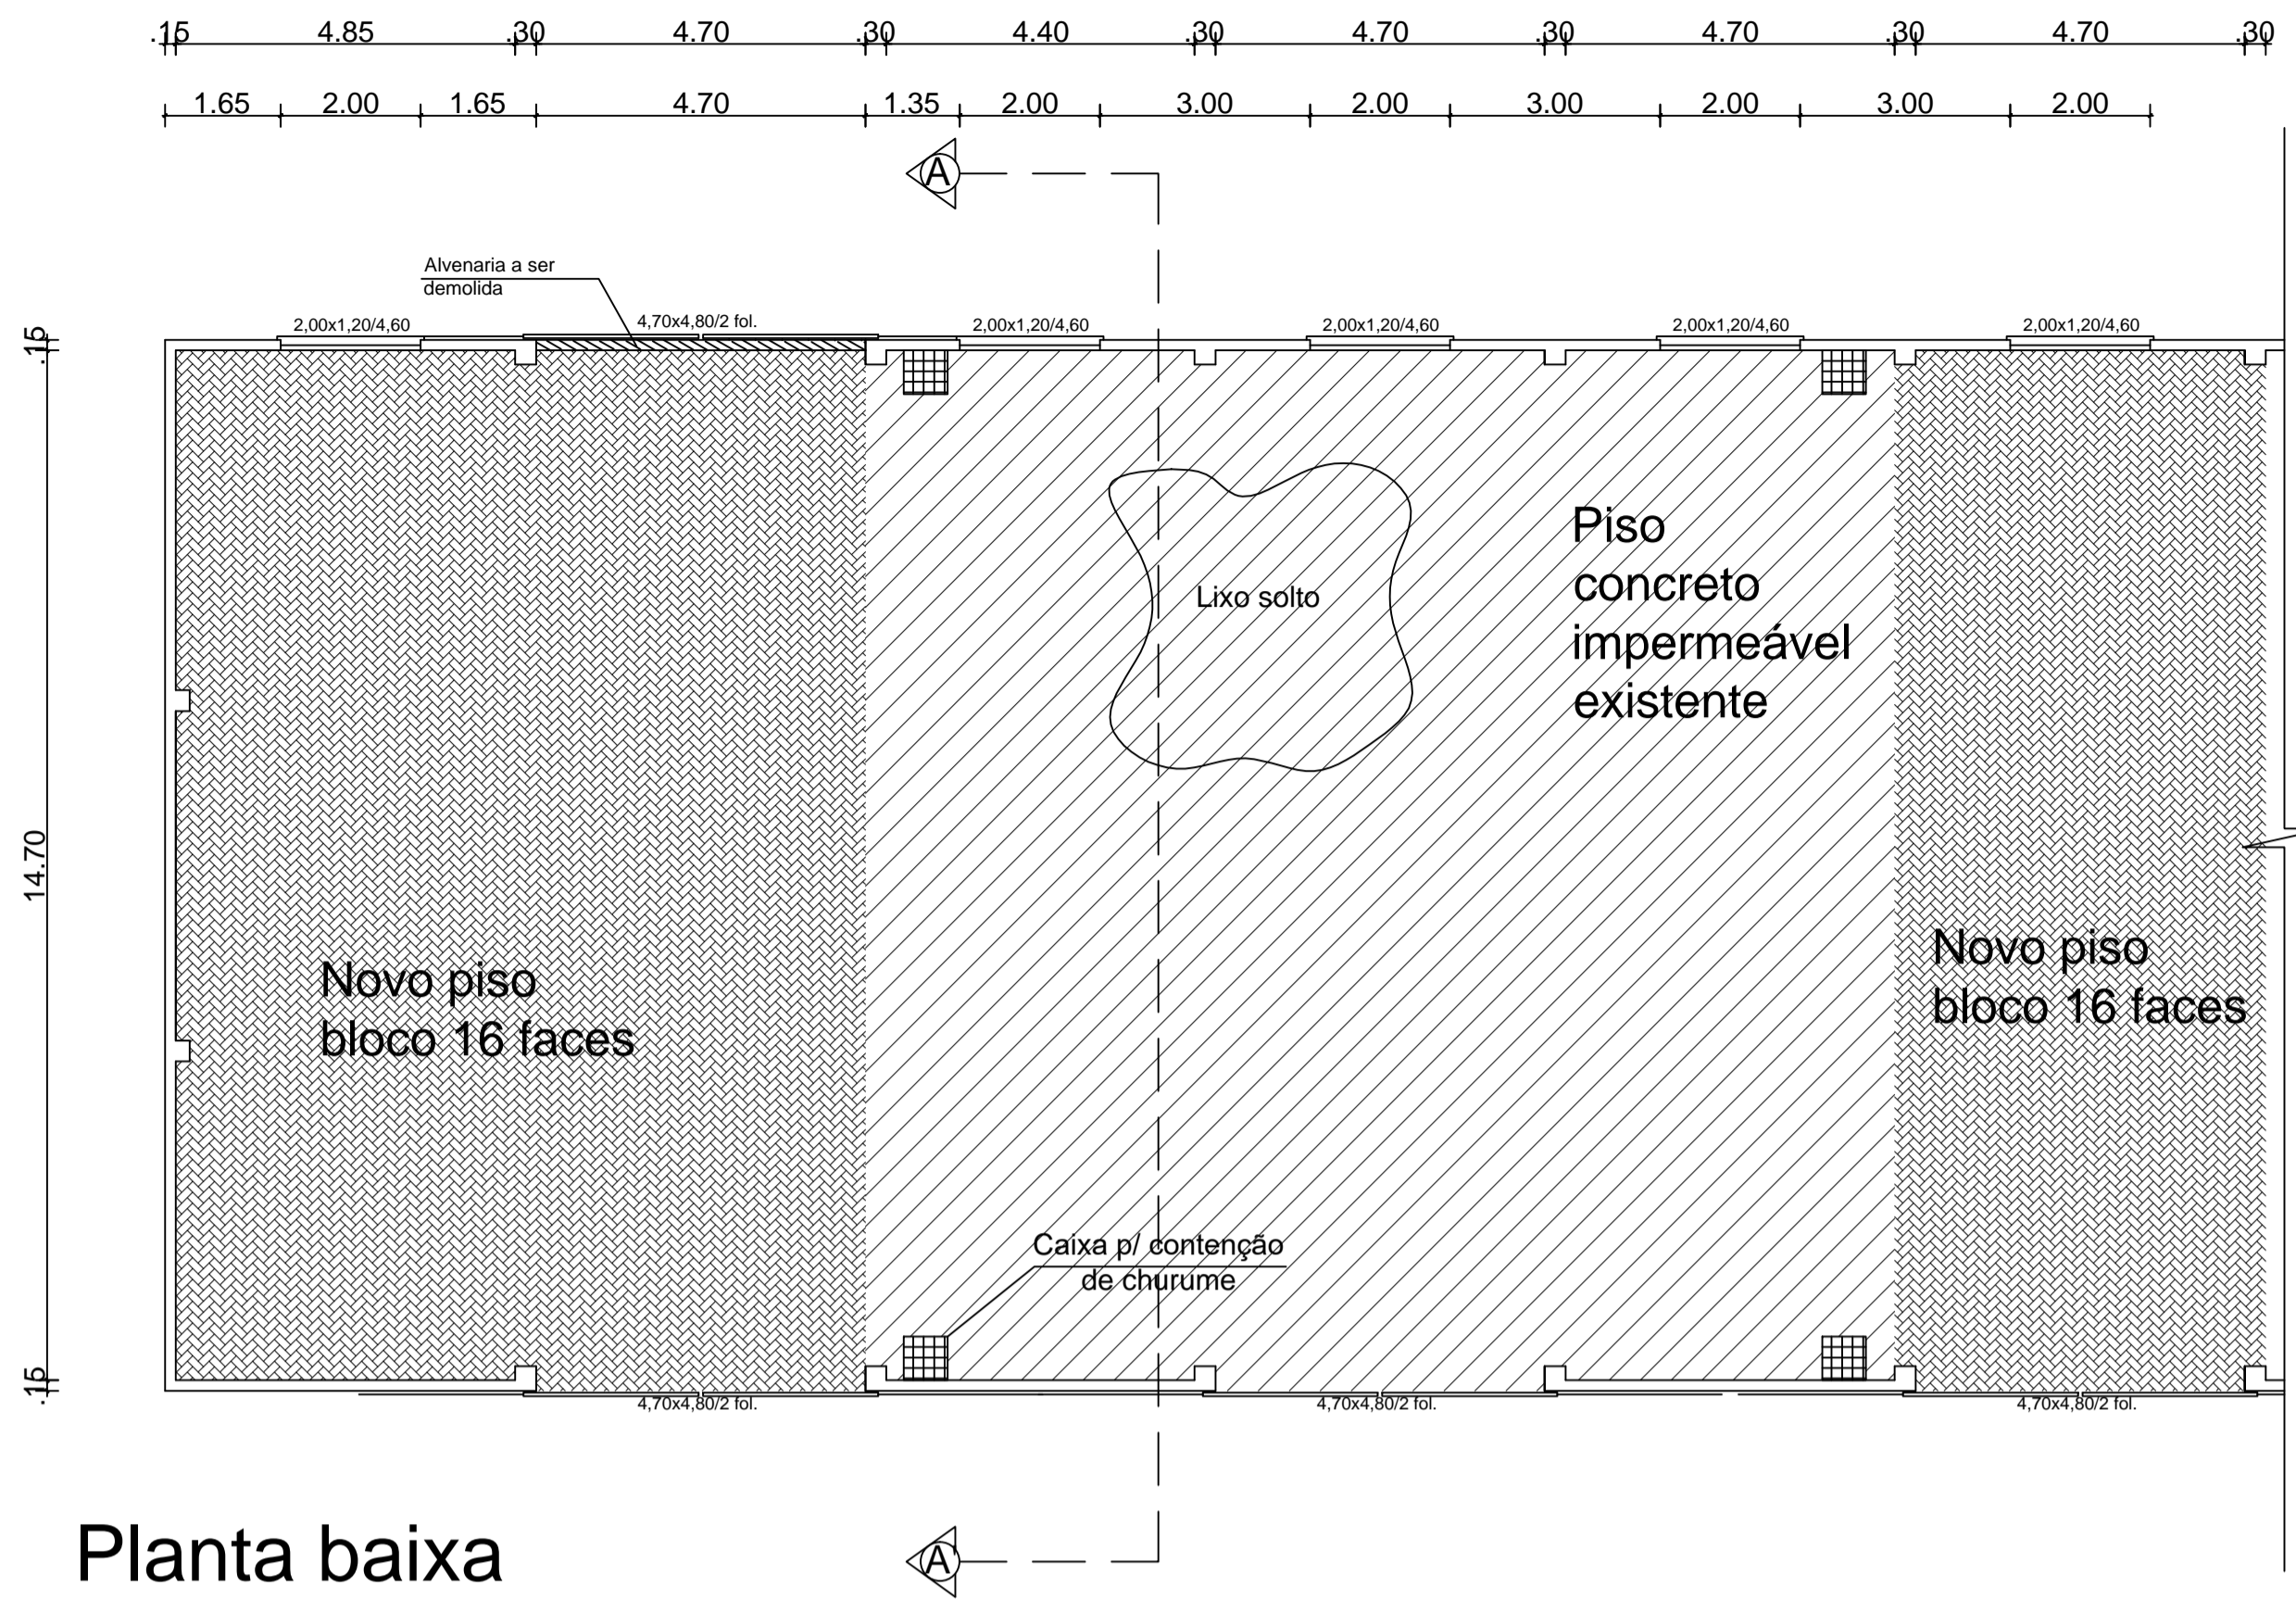 .15 4.85 .30 4.70 .30 4.40 .30 4.70 .30 4.70 .30 4.70 .30
1.65 2.00 1.65 4.70 1.35 2.00 3.00 2.00 3.00 2.00 3.00 2.00
A
Alvenaria a ser
demolida
2,00x1,20/4,60 4,70x4,80/2 fol. 2,00x1,20/4,60 2,00x1,20/4,60 2,00x1,20/4,60 2,00x1,20/4,60
.15
Piso
concreto
impermeável
existente
Lixo solto
14.70
Novo piso
bloco 16 faces
Novo piso
bloco 16 faces
Caixa p/ contenção
de churume
.15
4,70x4,80/2 fol. 4,70x4,80/2 fol. 4,70x4,80/2 fol.
Planta baixa
A'